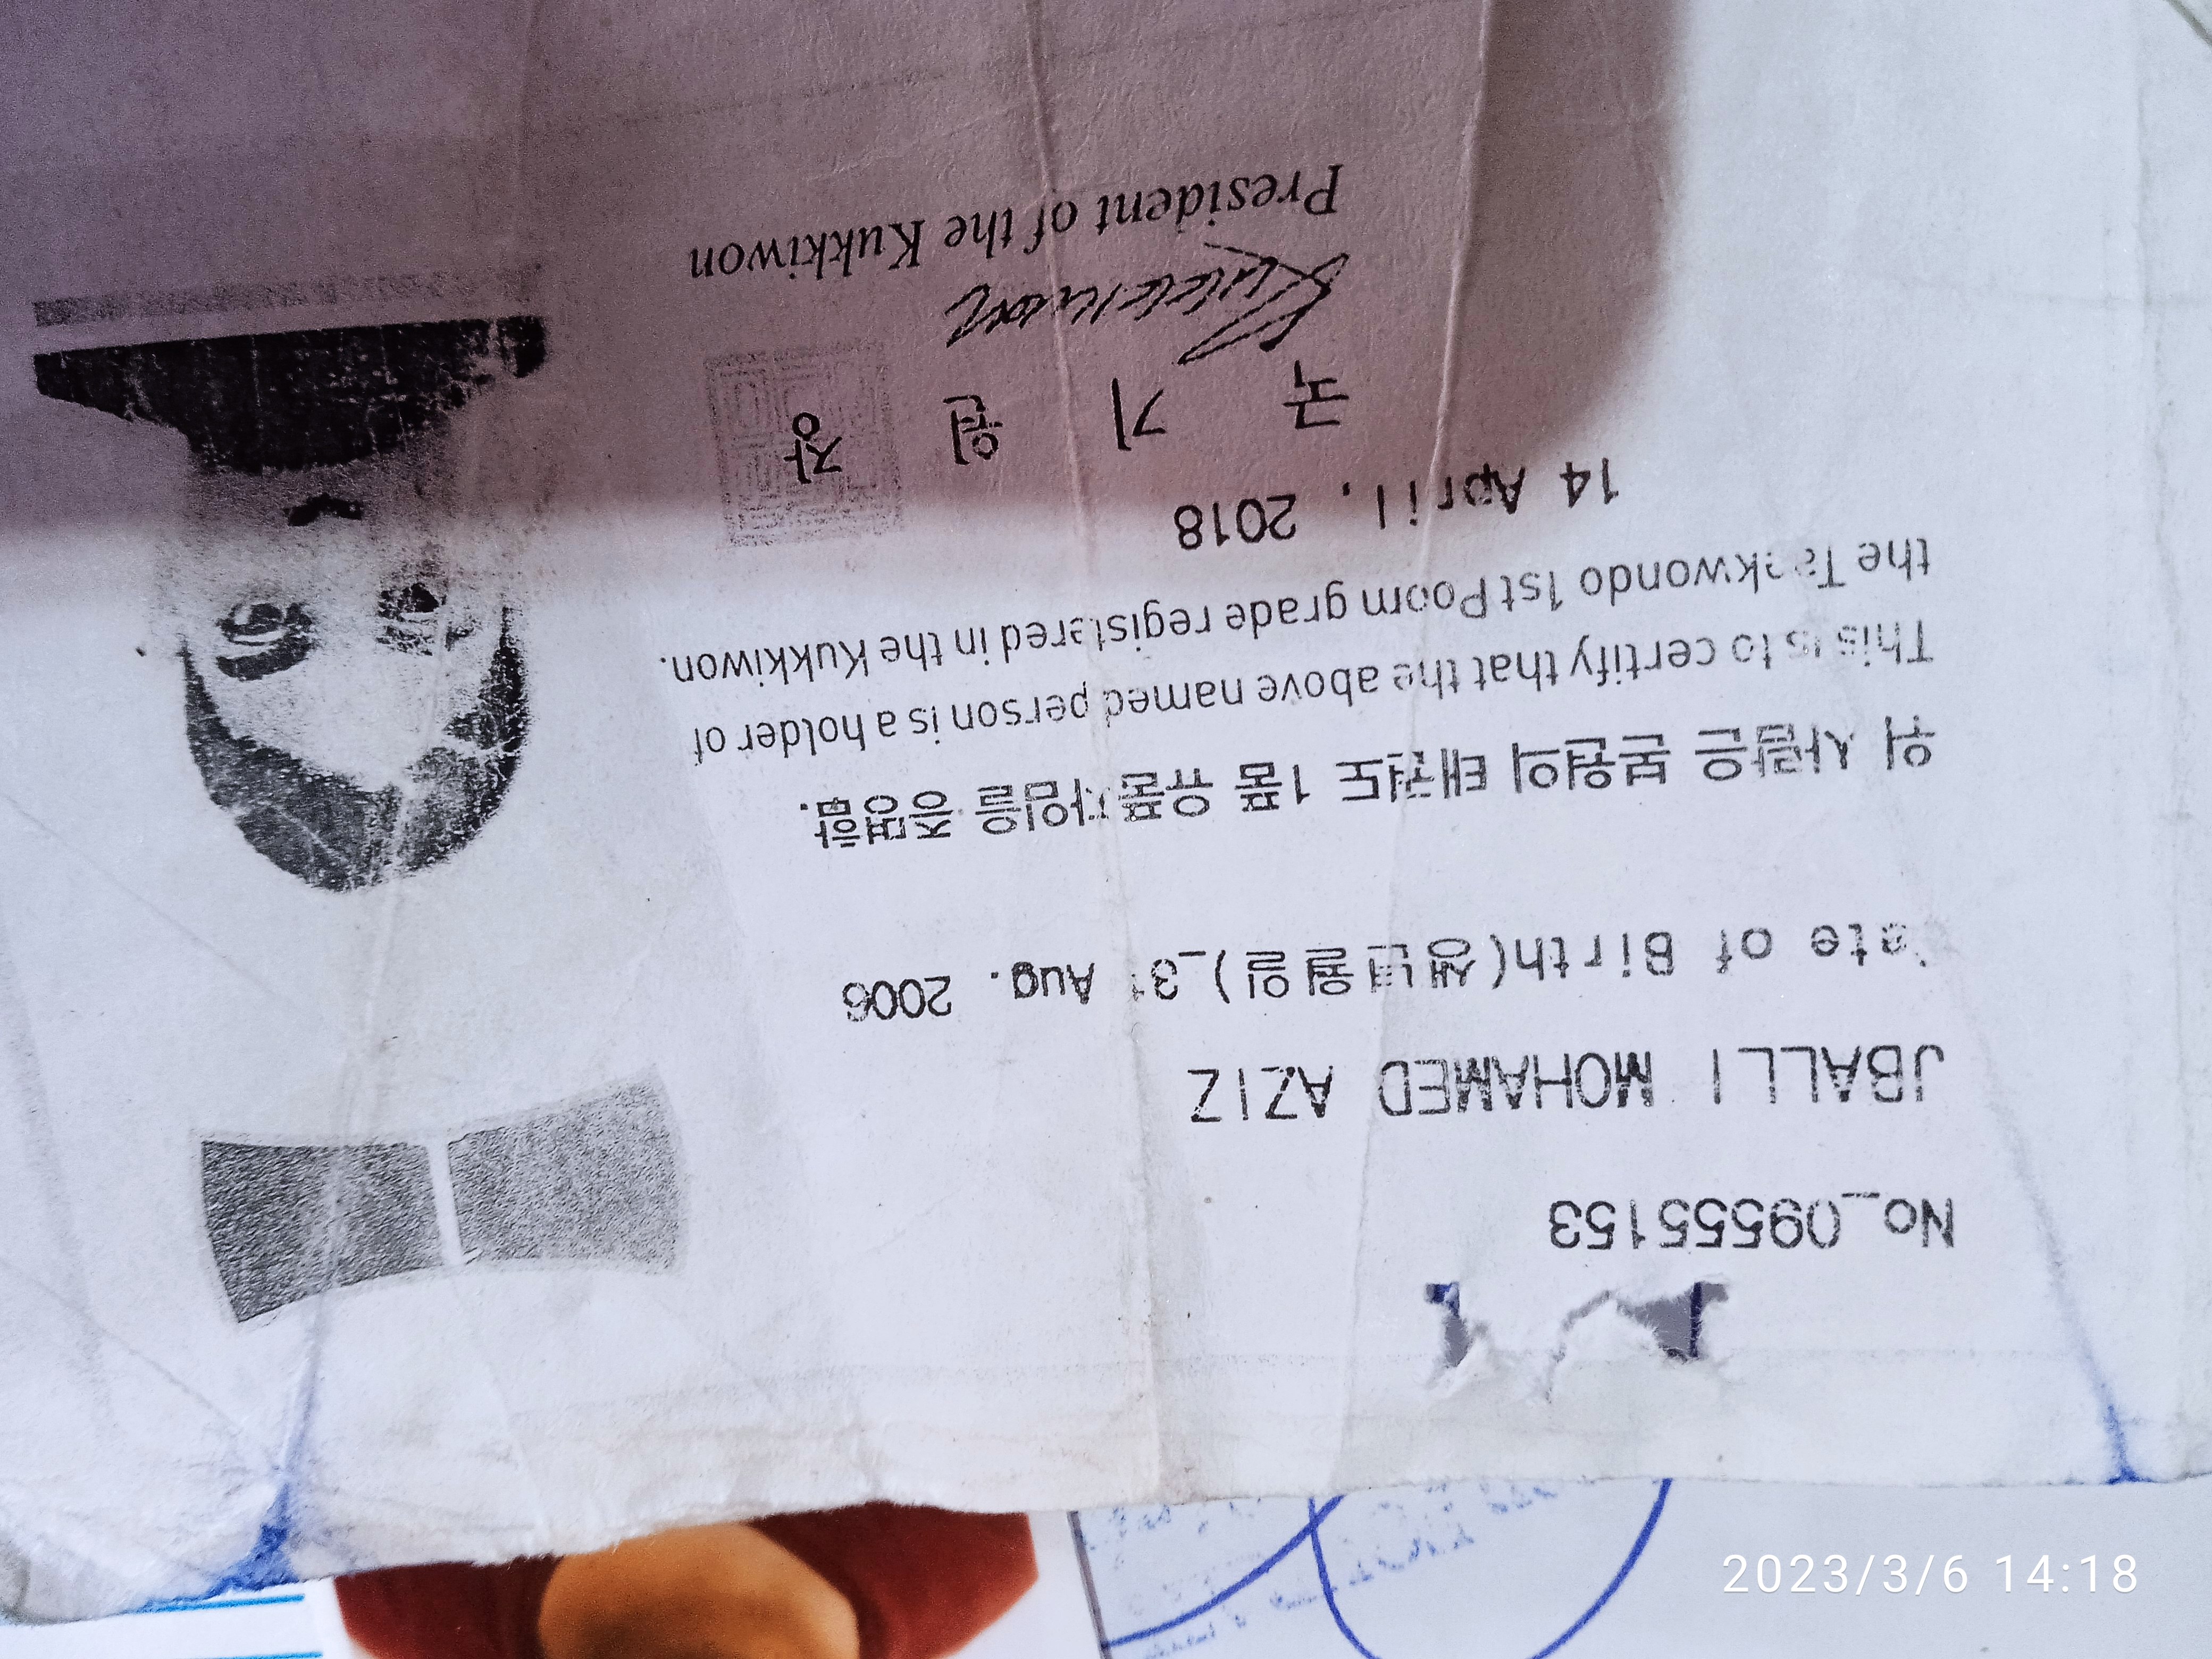 No_09555153
JBALLI MOHAMED AZIZ
ate of Birth(생년월일)_31 Aug. 2006
위 사람은 본원의 태권도 1품 유품자임을 증명함.
This is to certify that the above named person is a holder of
the Taekwondo 1st Poom grade registered in the Kukkiwon.
14 April, 2018
국 기 원 장
Kukkiwon
President of the Kukkiwon
2023/3/6 14:18